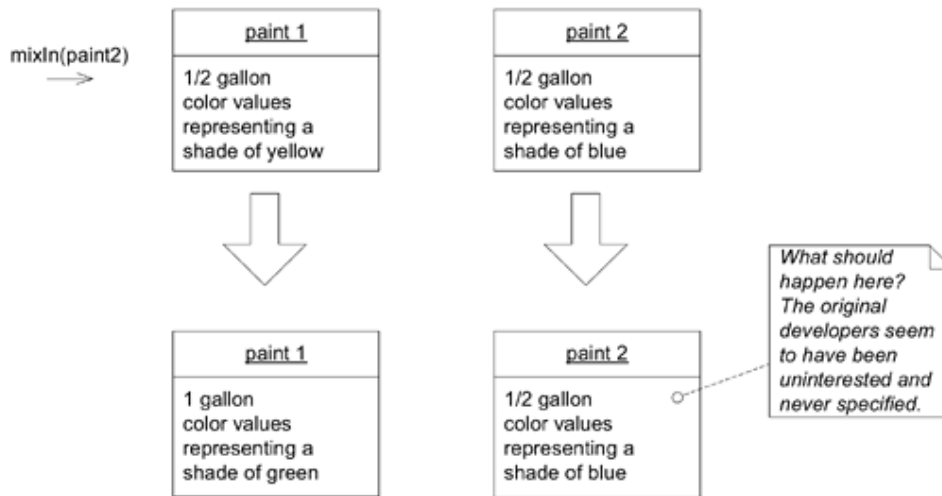 mixIn(paint2)
paint 1
1/2 gallon
color values
representing a
shade of yellow
paint 2
1/2 gallon
color values
representing a
shade of blue
paint 1
1 gallon
color values
representing a
shade of green
paint 2
1/2 gallon
color values
representing a
shade of blue
What should
happen here?
The original
developers seem
to have been
uninterested and
never specified.